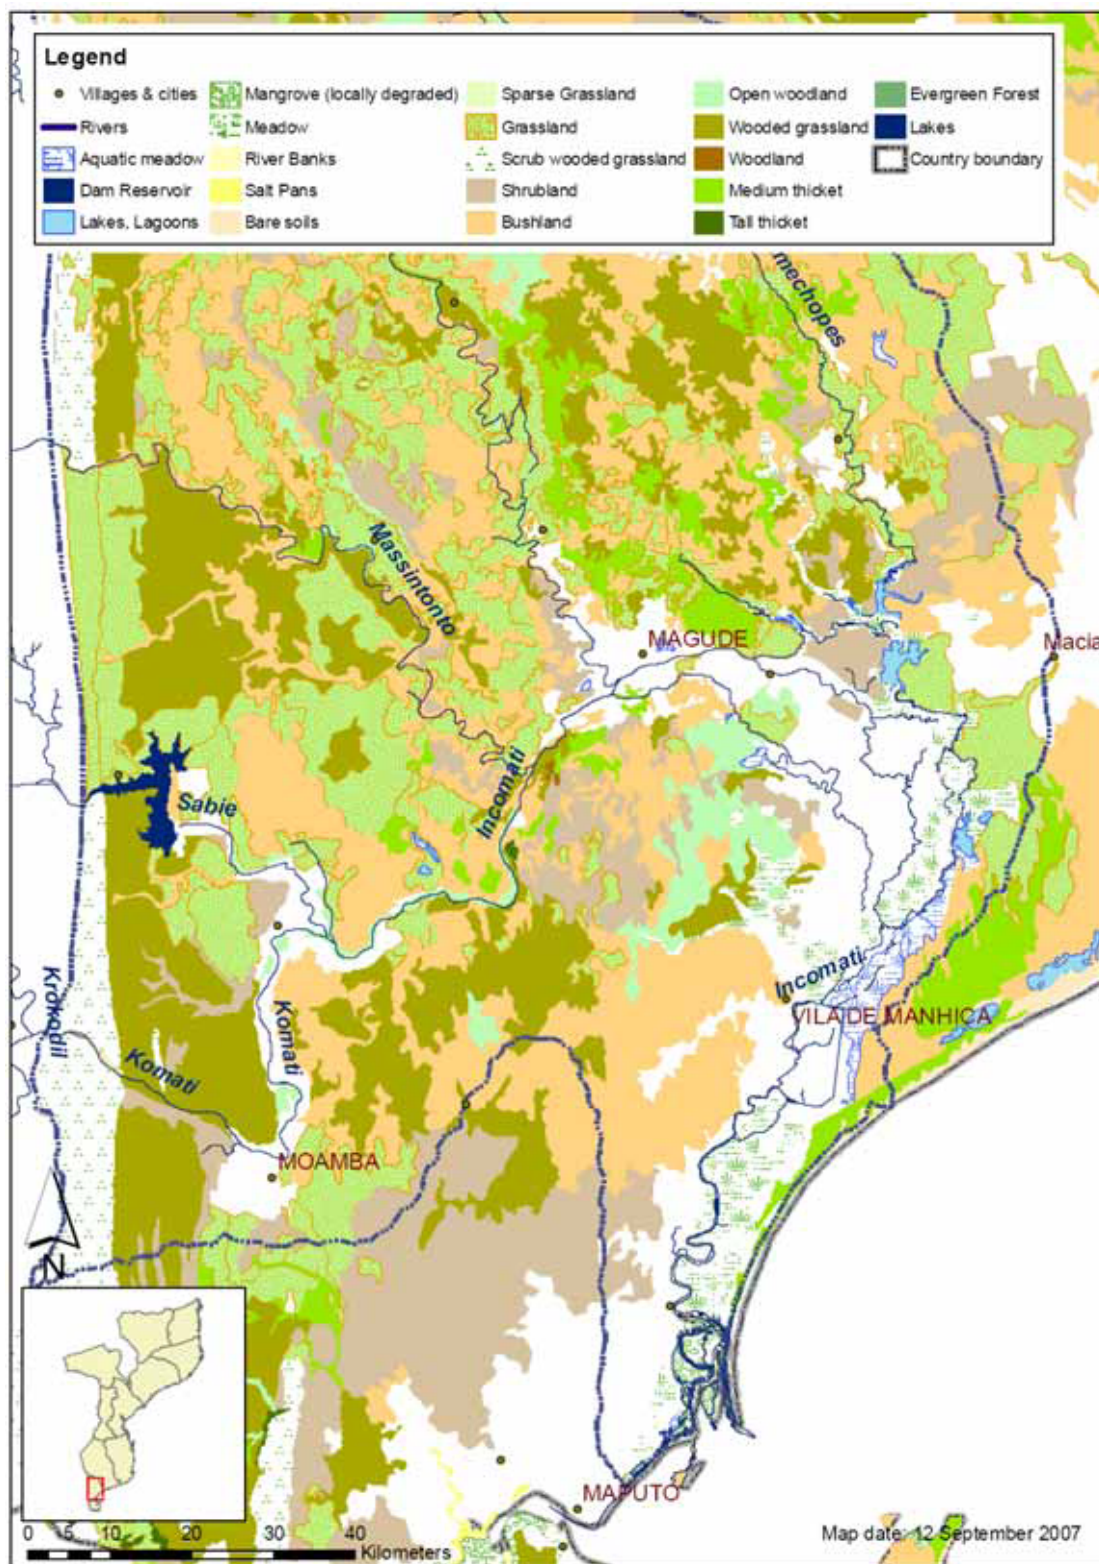 Legend
Villages & cities
Rivers
Aquatic meadow
Dam Reservoir
Lakes, Lagoons
Mangrove (locally degraded)
Meadow
River Banks
Salt Pans
Bare soils
Sparse Grassland
Grassland
Scrub wooded grassland
Shrubland
Bushland
Open woodland
Wooded grassland
Woodland
Medium thicket
Tall thicket
Evergreen Forest
Lakes
Country boundary
mechopes
Massintonto
MAGUDE
Macia
Incomati
Sabie
Incomati
VILA DE MANHICA
Krokodil
Komati
Komati
MOAMBA
N
MAPUTO
0 5 10 20 30 40
Kilometers
Map date: 12 September 2007